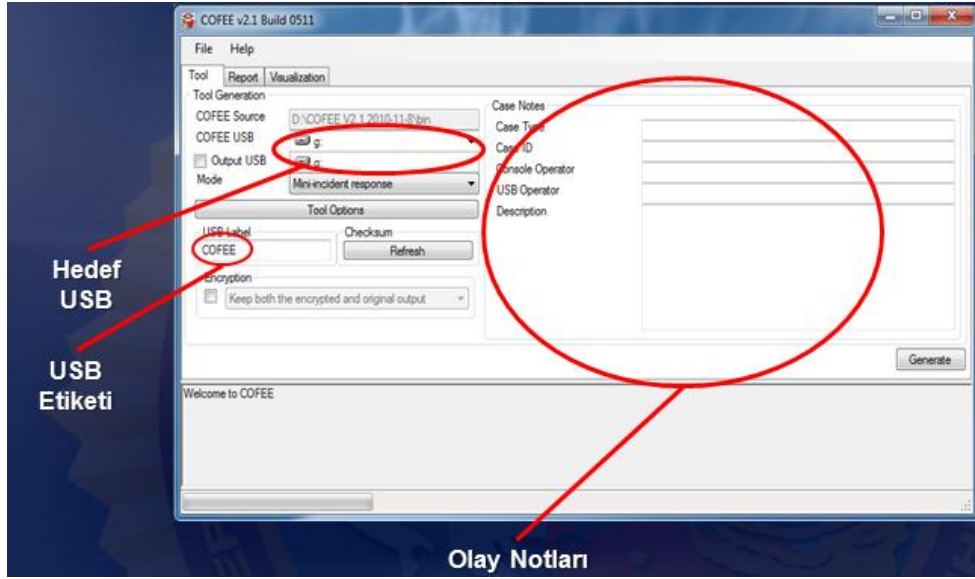 COFEE v2.1 Build 0511
File Help
Tool Report Visualization
Tool Generation
COFEE Source D:\COFEE V2.1.2010-11-8\bin
COFEE USB g:
Output USB g:
Mode Mini-incident response
Tool Options
USB Label Checksum
COFEE Refresh
Encryption
Keep both the encrypted and original output
Case Notes
Case Type
Case ID
Console Operator
USB Operator
Description
Generate
Welcome to COFEE
Hedef
USB
USB
Etiketi
Olay Notları